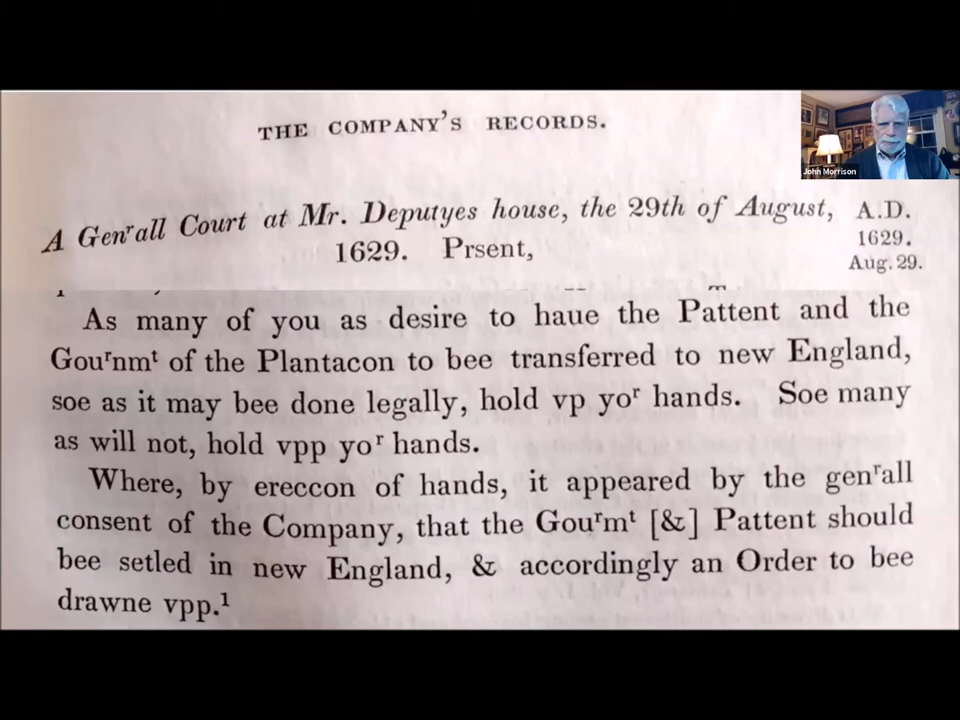 THE COMPANY'S RECORDS.
John Morrison
A Genʳall Court at Mr. Deputyes house, the 29th of August,
1629. Prsent,
A.D.
1629.
Aug. 29.
As many of you as desire to haue the Pattent and the
Gouʳnmᵗ of the Plantacon to bee transferred to new England,
soe as it may bee done legally, hold vp yoʳ hands. Soe many
as will not, hold vpp yoʳ hands.
Where, by ereccon of hands, it appeared by the genʳall
consent of the Company, that the Gouʳmᵗ [&] Pattent should
bee setled in new England, & accordingly an Order to bee
drawne vpp.¹